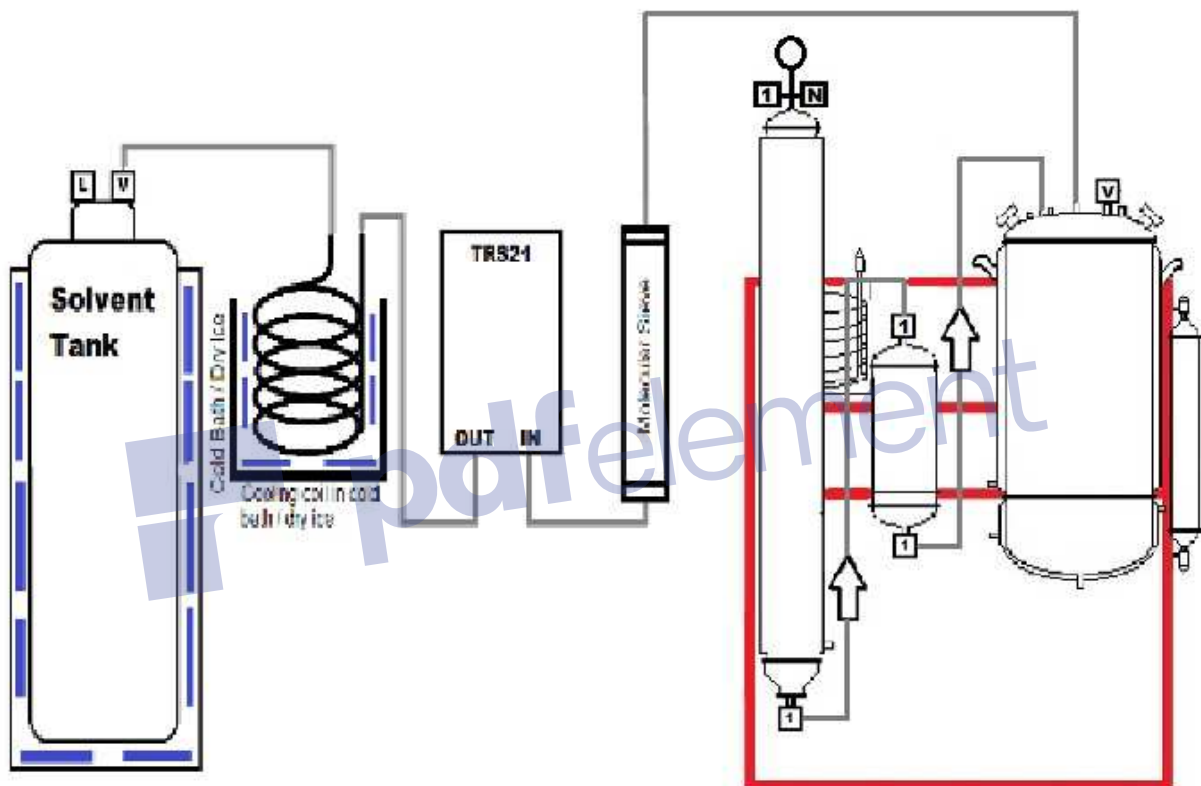 1
N
L
V
V
TRS21
Solvent
Tank
Cold Bath / Dry Ice
Molecular Sieve
1
OUT IN
pdfelement
Cooling coil in cold
bath / dry ice
1
1